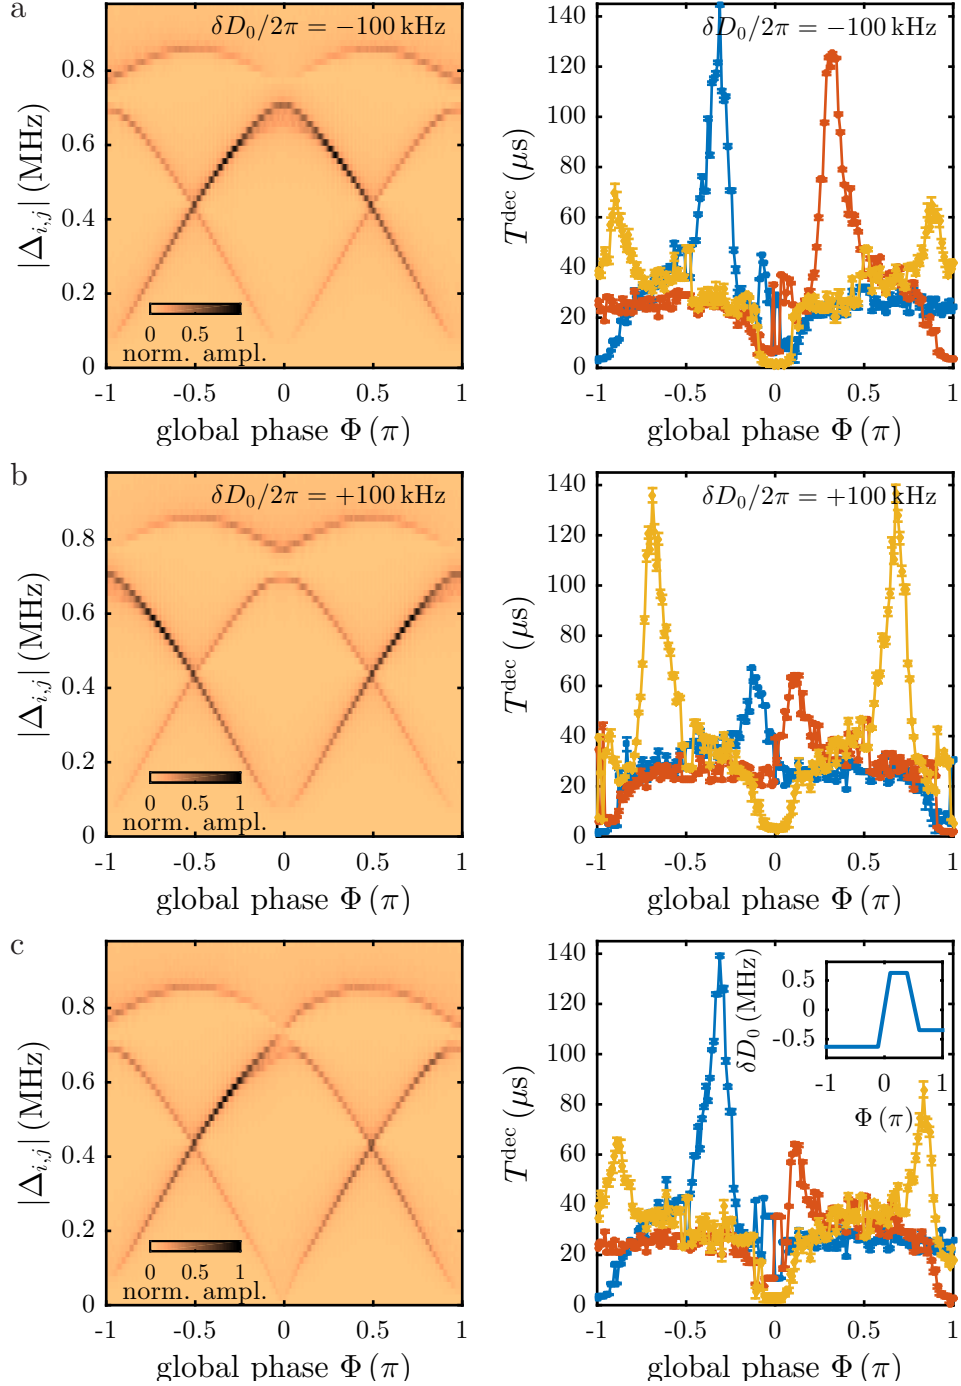 a
δD₀/2π = −100 kHz
|Δᵢ,ⱼ| (MHz)
0.8
0.6
0.4
0.2
0
0 0.5 1
norm. ampl.
-1 -0.5 0 0.5 1
global phase Φ (π)
δD₀/2π = −100 kHz
T^dec (μs)
140
120
100
80
60
40
20
0
-1 -0.5 0 0.5 1
global phase Φ (π)
b
δD₀/2π = +100 kHz
|Δᵢ,ⱼ| (MHz)
0.8
0.6
0.4
0.2
0
0 0.5 1
norm. ampl.
-1 -0.5 0 0.5 1
global phase Φ (π)
δD₀/2π = +100 kHz
T^dec (μs)
140
120
100
80
60
40
20
0
-1 -0.5 0 0.5 1
global phase Φ (π)
c
|Δᵢ,ⱼ| (MHz)
0.8
0.6
0.4
0.2
0
0 0.5 1
norm. ampl.
-1 -0.5 0 0.5 1
global phase Φ (π)
T^dec (μs)
140
120
100
80
60
40
20
0
δD₀ (MHz)
0.5
0
-0.5
-1 0 1
Φ (π)
-1 -0.5 0 0.5 1
global phase Φ (π)